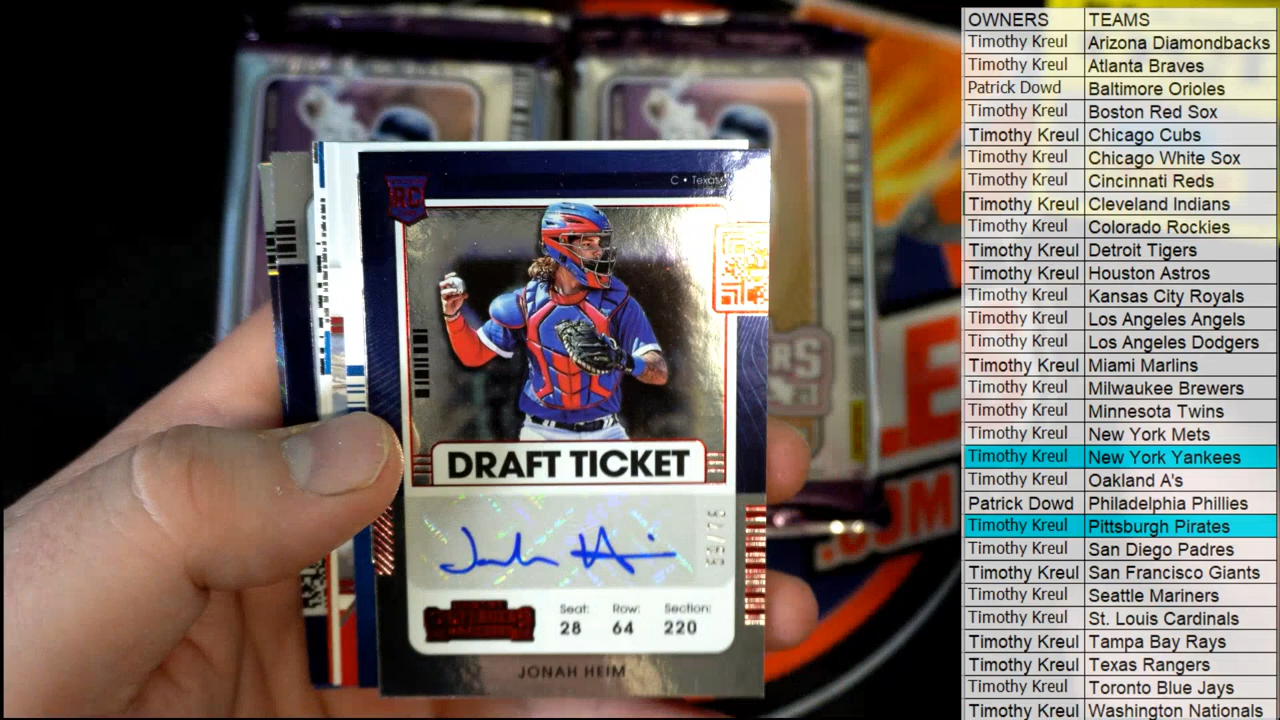 RC
C • Texas
DRAFT TICKET
Jonah Heim
Seat: Row: Section:
28 64 220
JONAH HEIM
RS
.E
.COM
OWNERS TEAMS
Timothy Kreul Arizona Diamondbacks
Timothy Kreul Atlanta Braves
Patrick Dowd Baltimore Orioles
Timothy Kreul Boston Red Sox
Timothy Kreul Chicago Cubs
Timothy Kreul Chicago White Sox
Timothy Kreul Cincinnati Reds
Timothy Kreul Cleveland Indians
Timothy Kreul Colorado Rockies
Timothy Kreul Detroit Tigers
Timothy Kreul Houston Astros
Timothy Kreul Kansas City Royals
Timothy Kreul Los Angeles Angels
Timothy Kreul Los Angeles Dodgers
Timothy Kreul Miami Marlins
Timothy Kreul Milwaukee Brewers
Timothy Kreul Minnesota Twins
Timothy Kreul New York Mets
Timothy Kreul New York Yankees
Timothy Kreul Oakland A's
Patrick Dowd Philadelphia Phillies
Timothy Kreul Pittsburgh Pirates
Timothy Kreul San Diego Padres
Timothy Kreul San Francisco Giants
Timothy Kreul Seattle Mariners
Timothy Kreul St. Louis Cardinals
Timothy Kreul Tampa Bay Rays
Timothy Kreul Texas Rangers
Timothy Kreul Toronto Blue Jays
Timothy Kreul Washington Nationals